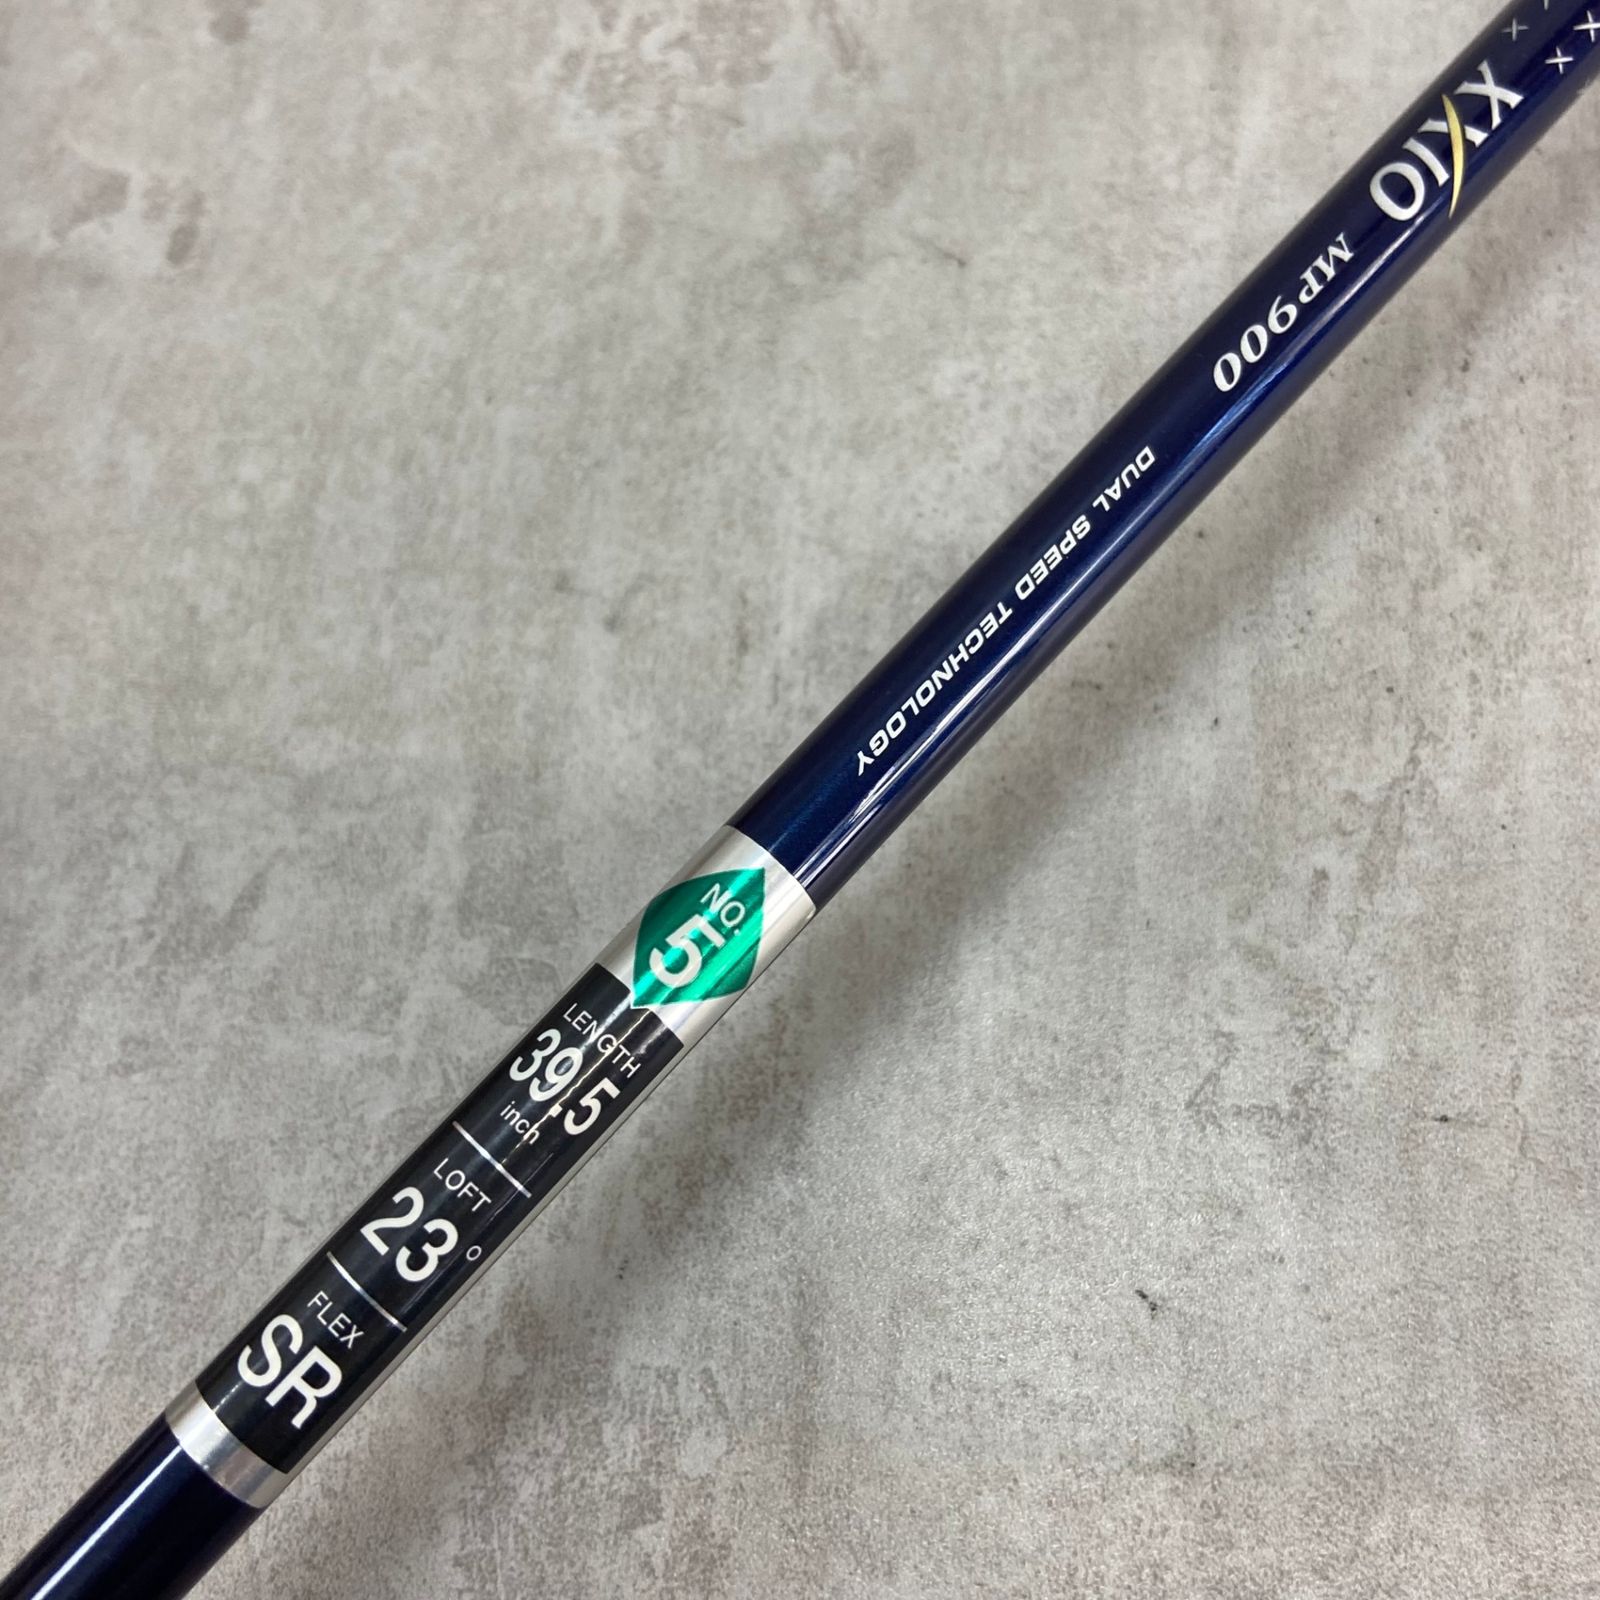 XXIO
MP900
DUAL SPEED TECHNOLOGY
NO.
5
LENGTH
39.5
inch
LOFT
23°
FLEX
SR